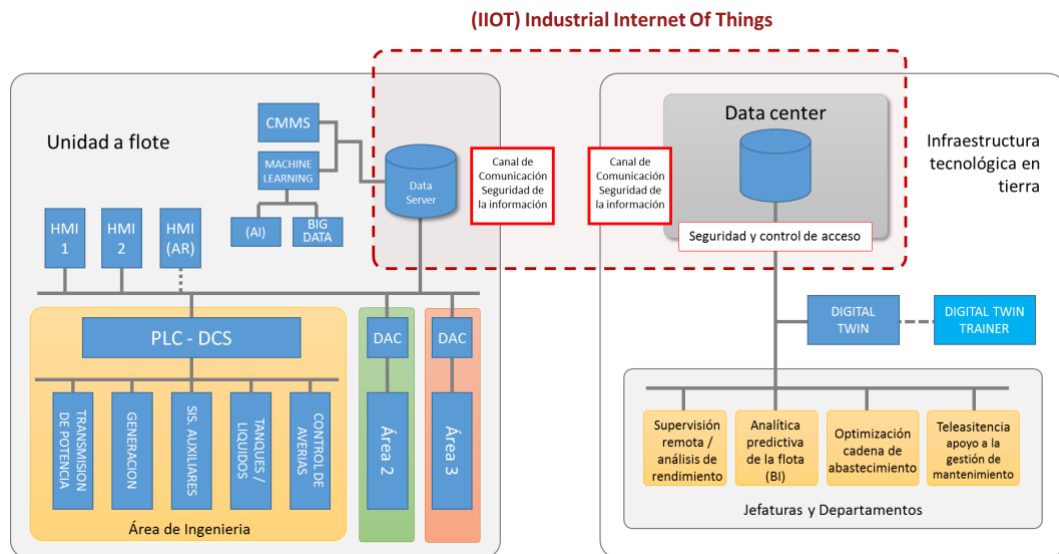 (IIOT) Industrial Internet Of Things
Unidad a flote
CMMS
MACHINE
LEARNING
(AI)
BIG
DATA
Data
Server
Canal de
Comunicación
Seguridad de
la información
HMI
1
HMI
2
HMI
(AR)
PLC - DCS
TRANSMISION
DE POTENCIA
GENERACION
SIS. AUXILIARES
TANQUES /
LIQUIDOS
CONTROL DE
AVERIAS
Área de Ingenieria
DAC
Área 2
DAC
Área 3
Canal de
Comunicación
Seguridad de
la información
Data center
Seguridad y control de acceso
Infraestructura
tecnológica en
tierra
DIGITAL
TWIN
DIGITAL TWIN
TRAINER
Supervisión
remota /
análisis de
rendimiento
Analítica
predictiva
de la flota
(BI)
Optimización
cadena de
abastecimiento
Teleasitencia
apoyo a la
gestión de
mantenimiento
Jefaturas y Departamentos